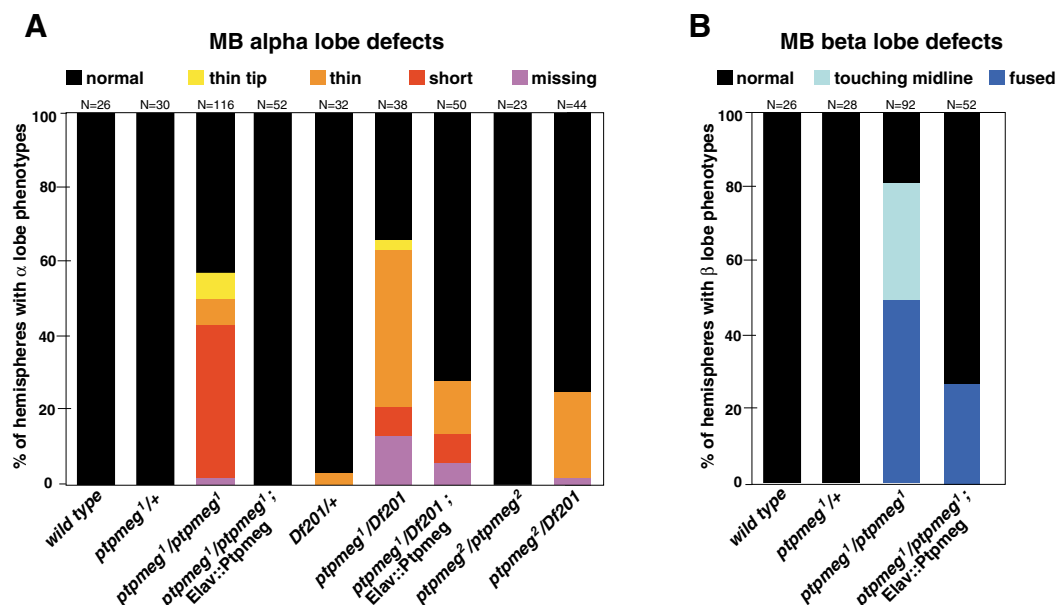 A
MB alpha lobe defects
normal thin tip thin short missing
N=26 N=30 N=116 N=52 N=32 N=38 N=50 N=23 N=44
% of hemispheres with α lobe phenotypes
100
80
60
40
20
0
wild type
ptpmeg¹/+
ptpmeg¹/ptpmeg¹
ptpmeg¹/ptpmeg¹;
Elav::Ptpmeg
Df201/+
ptpmeg¹/Df201
ptpmeg¹/Df201;
Elav::Ptpmeg
ptpmeg²/ptpmeg²
ptpmeg²/Df201
B
MB beta lobe defects
normal touching midline fused
N=26 N=28 N=92 N=52
% of hemispheres with β lobe phenotypes
100
80
60
40
20
0
wild type
ptpmeg¹/+
ptpmeg¹/ptpmeg¹
ptpmeg¹/ptpmeg¹;
Elav::Ptpmeg